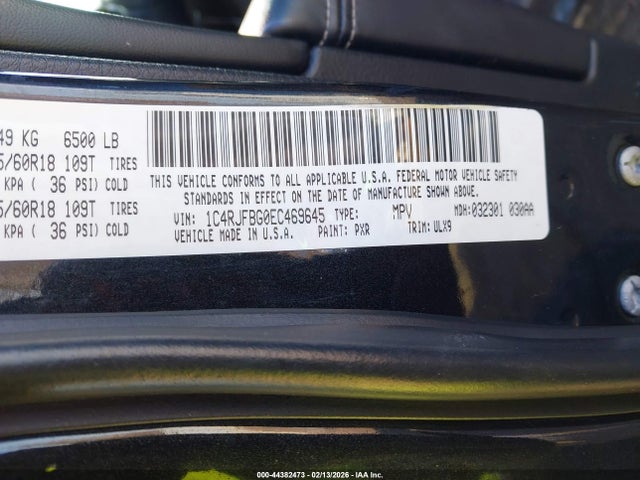 49 KG 6500 LB
5/60R18 109T TIRES
KPA ( 36 PSI) COLD
5/60R18 109T TIRES
KPA ( 36 PSI) COLD
THIS VEHICLE CONFORMS TO ALL APPLICABLE U.S.A. FEDERAL MOTOR VEHICLE SAFETY
STANDARDS IN EFFECT ON THE DATE OF MANUFACTURE SHOWN ABOVE.
VIN: 1C4RJFBG0EC469645 TYPE: MPV MDH: 032301 030AA
VEHICLE MADE IN U.S.A. PAINT: PXR TRIM: ULX9
000-44382473 - 02/13/2026 - IAA Inc.